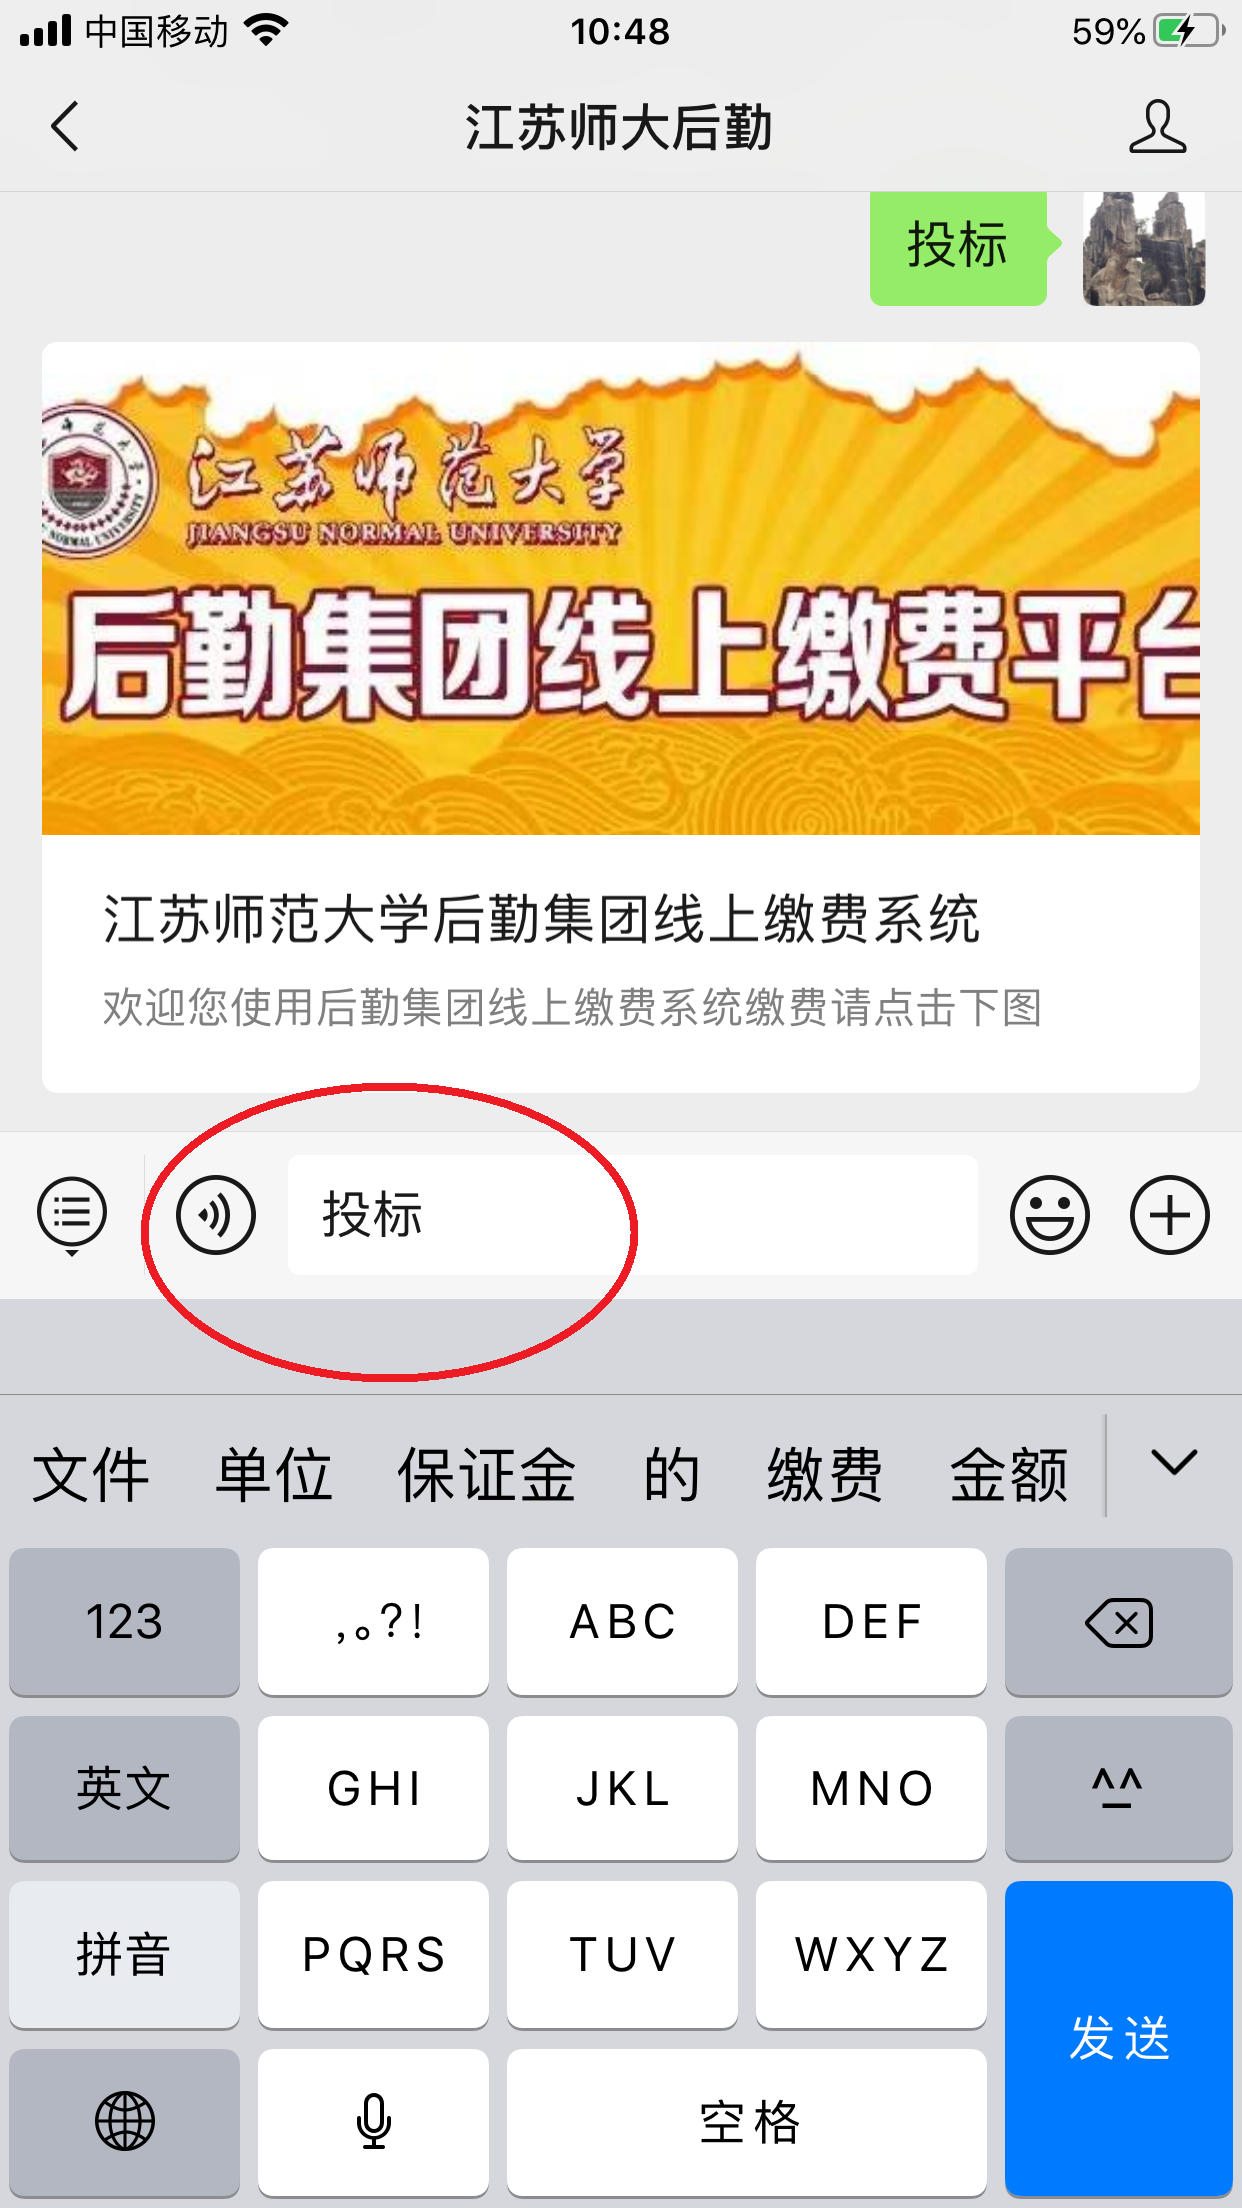 中国移动 10:48 59%
江苏师大后勤
投标
江苏师范大学
JIANGSU NORMAL UNIVERSITY
NORMAL UNIVERSITY
后勤集团线上缴费平台
江苏师范大学后勤集团线上缴费系统
欢迎您使用后勤集团线上缴费系统缴费请点击下图
投标
文件 单位 保证金 的 缴费 金额
123 ,。?! ABC DEF
英文 GHI JKL MNO ^_^
拼音 PQRS TUV WXYZ
发送
空格